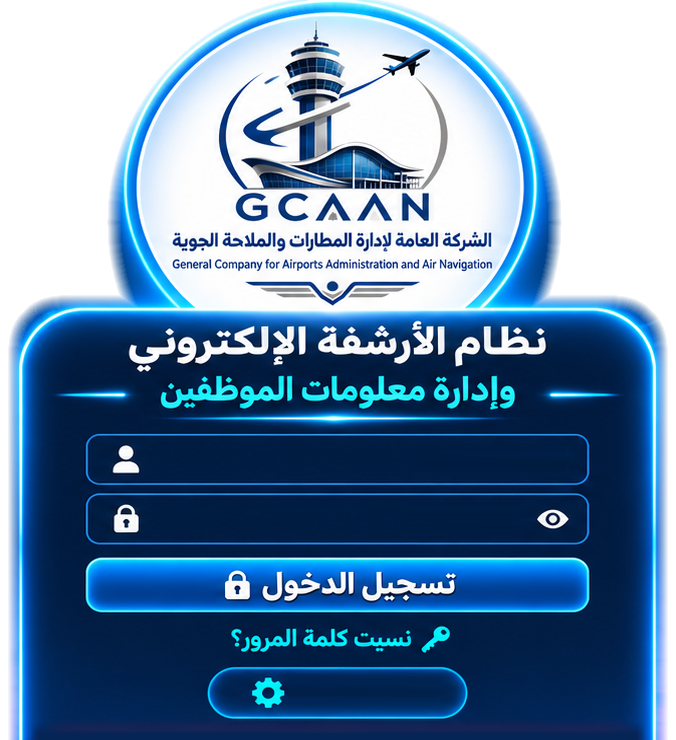 GCAAN
الشركة العامة لإدارة المطارات والملاحة الجوية
General Company for Airports Administration and Air Navigation
نظام الأرشفة الإلكتروني
وإدارة معلومات الموظفين
تسجيل الدخول
نسيت كلمة المرور؟